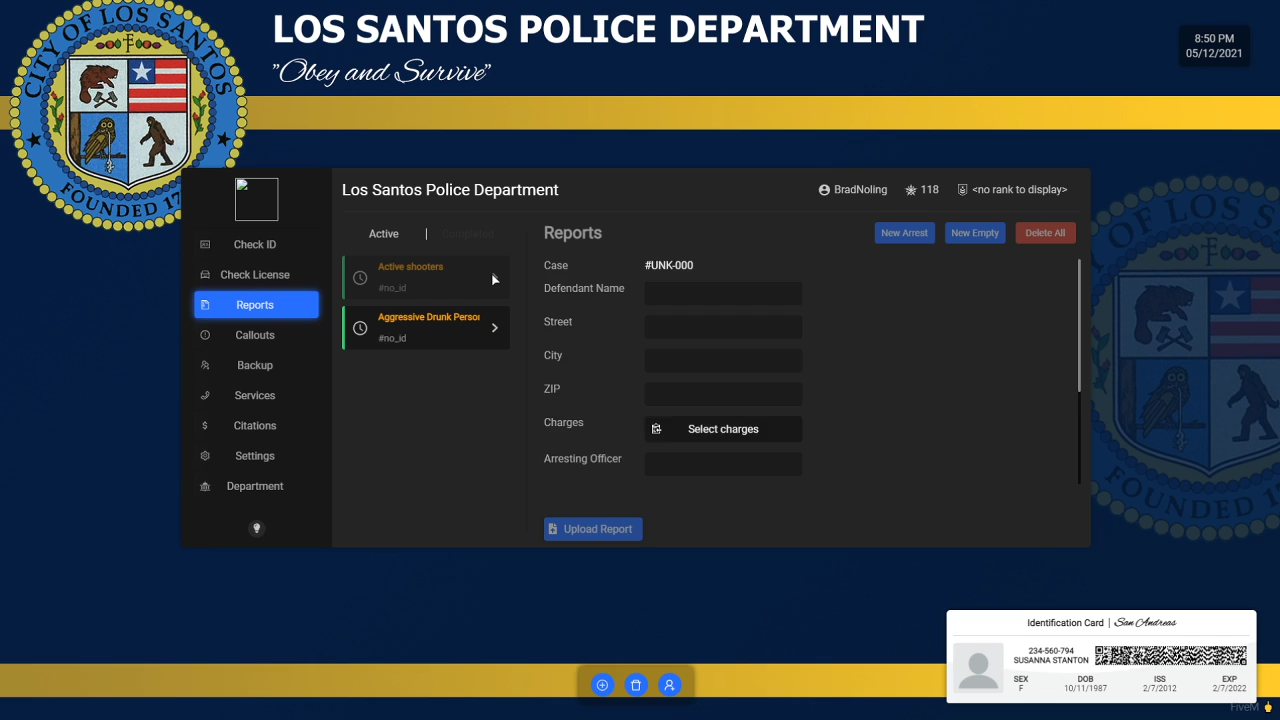 LOS SANTOS POLICE DEPARTMENT
"Obey and Survive"
8:50 PM
05/12/2021
CITY OF LOS SANTOS
Los Santos Police Department
BradNoling
118
<no rank to display>
Check ID
Check License
Reports
Callouts
Backup
Services
Citations
Settings
Department
Active | Completed
Active shooters
#no_id
Aggressive Drunk Person
#no_id
Reports
New Arrest
New Empty
Delete All
Case #UNK-000
Defendant Name
Street
City
ZIP
Charges
Select charges
Arresting Officer
Upload Report
Identification Card | San Andreas
234-560-794
SUSANNA STANTON
SEX DOB ISS EXP
F 10/11/1987 2/7/2012 2/7/2022
FiveM